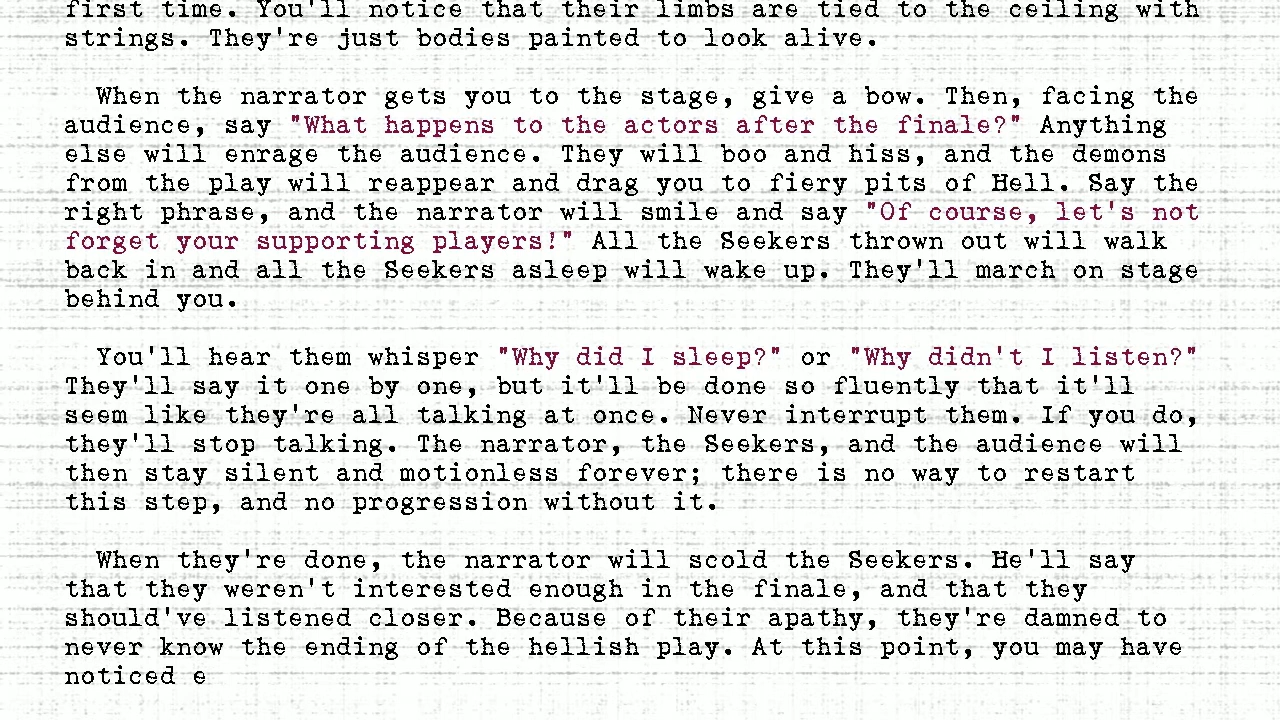 first time. You'll notice that their limbs are tied to the ceiling with
strings. They're just bodies painted to look alive.
When the narrator gets you to the stage, give a bow. Then, facing the
audience, say "What happens to the actors after the finale?" Anything
else will enrage the audience. They will boo and hiss, and the demons
from the play will reappear and drag you to fiery pits of Hell. Say the
right phrase, and the narrator will smile and say "Of course, let's not
forget your supporting players!" All the Seekers thrown out will walk
back in and all the Seekers asleep will wake up. They'll march on stage
behind you.
You'll hear them whisper "Why did I sleep?" or "Why didn't I listen?"
They'll say it one by one, but it'll be done so fluently that it'll
seem like they're all talking at once. Never interrupt them. If you do,
they'll stop talking. The narrator, the Seekers, and the audience will
then stay silent and motionless forever; there is no way to restart
this step, and no progression without it.
When they're done, the narrator will scold the Seekers. He'll say
that they weren't interested enough in the finale, and that they
should've listened closer. Because of their apathy, they're damned to
never know the ending of the hellish play. At this point, you may have
noticed e